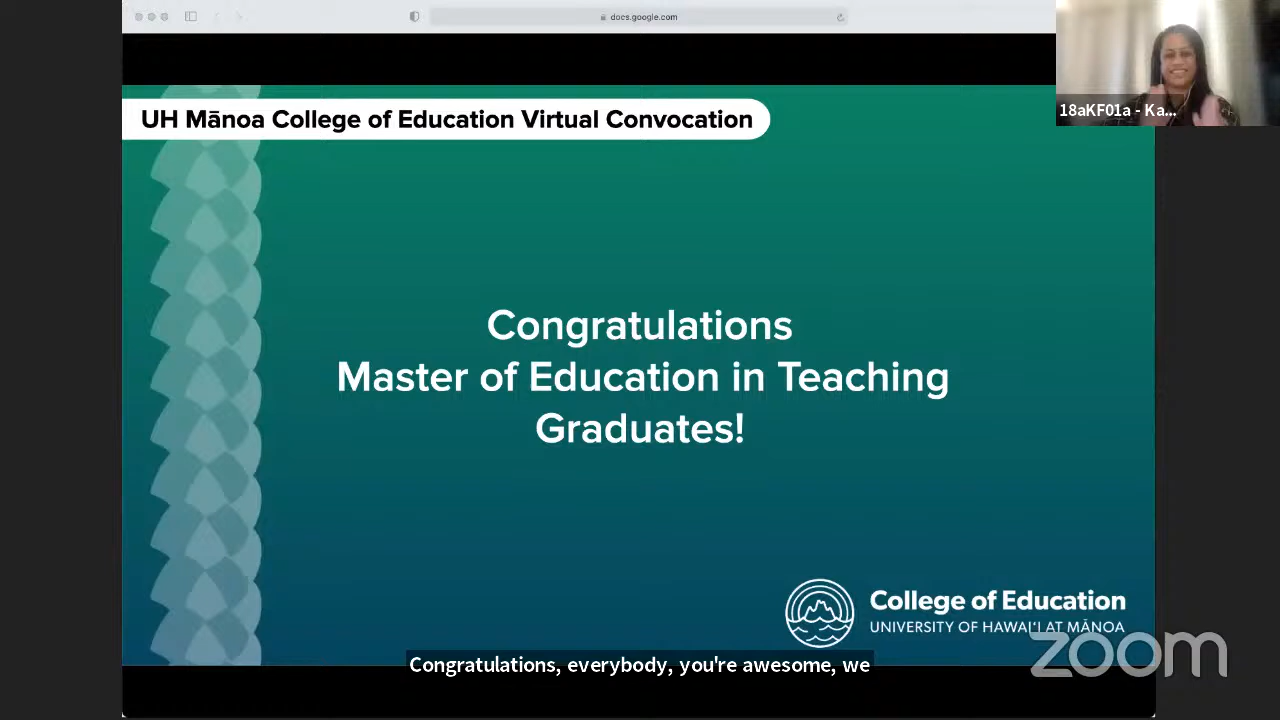 docs.google.com
18aKF01a - Ka...
UH Mānoa College of Education Virtual Convocation
Congratulations
Master of Education in Teaching
Graduates!
College of Education
UNIVERSITY OF HAWAIʻI AT MĀNOA
Congratulations, everybody, you're awesome, we
zoom